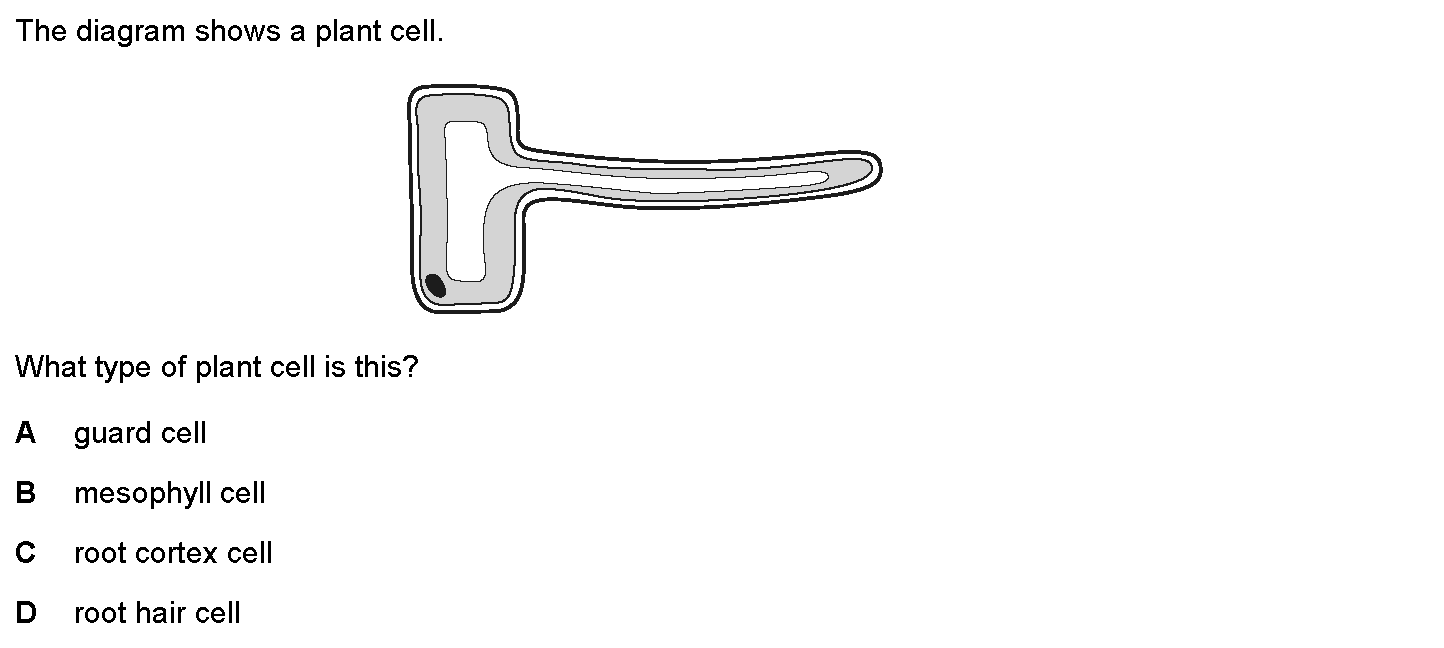 The diagram shows a plant cell.
What type of plant cell is this?
A guard cell
B mesophyll cell
C root cortex cell
D root hair cell